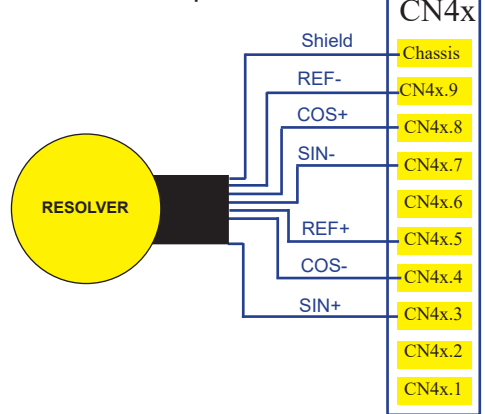 CN4x
Shield
Chassis
REF-
CN4x.9
COS+
CN4x.8
SIN-
CN4x.7
CN4x.6
RESOLVER
REF+
CN4x.5
COS-
CN4x.4
SIN+
CN4x.3
CN4x.2
CN4x.1